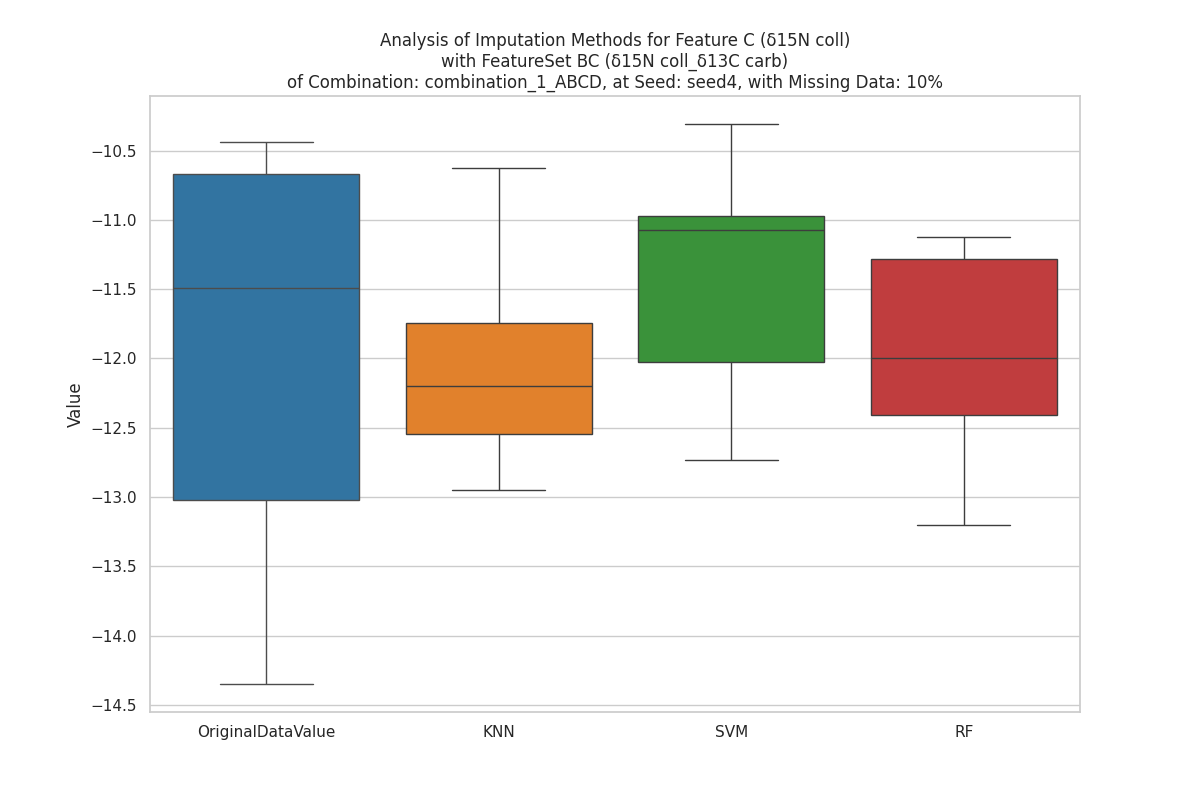 Analysis of Imputation Methods for Feature C (δ15N coll)
with FeatureSet BC (δ15N coll_δ13C carb)
of Combination: combination_1_ABCD, at Seed: seed4, with Missing Data: 10%
Value
−10.5
−11.0
−11.5
−12.0
−12.5
−13.0
−13.5
−14.0
−14.5
OriginalDataValue KNN SVM RF